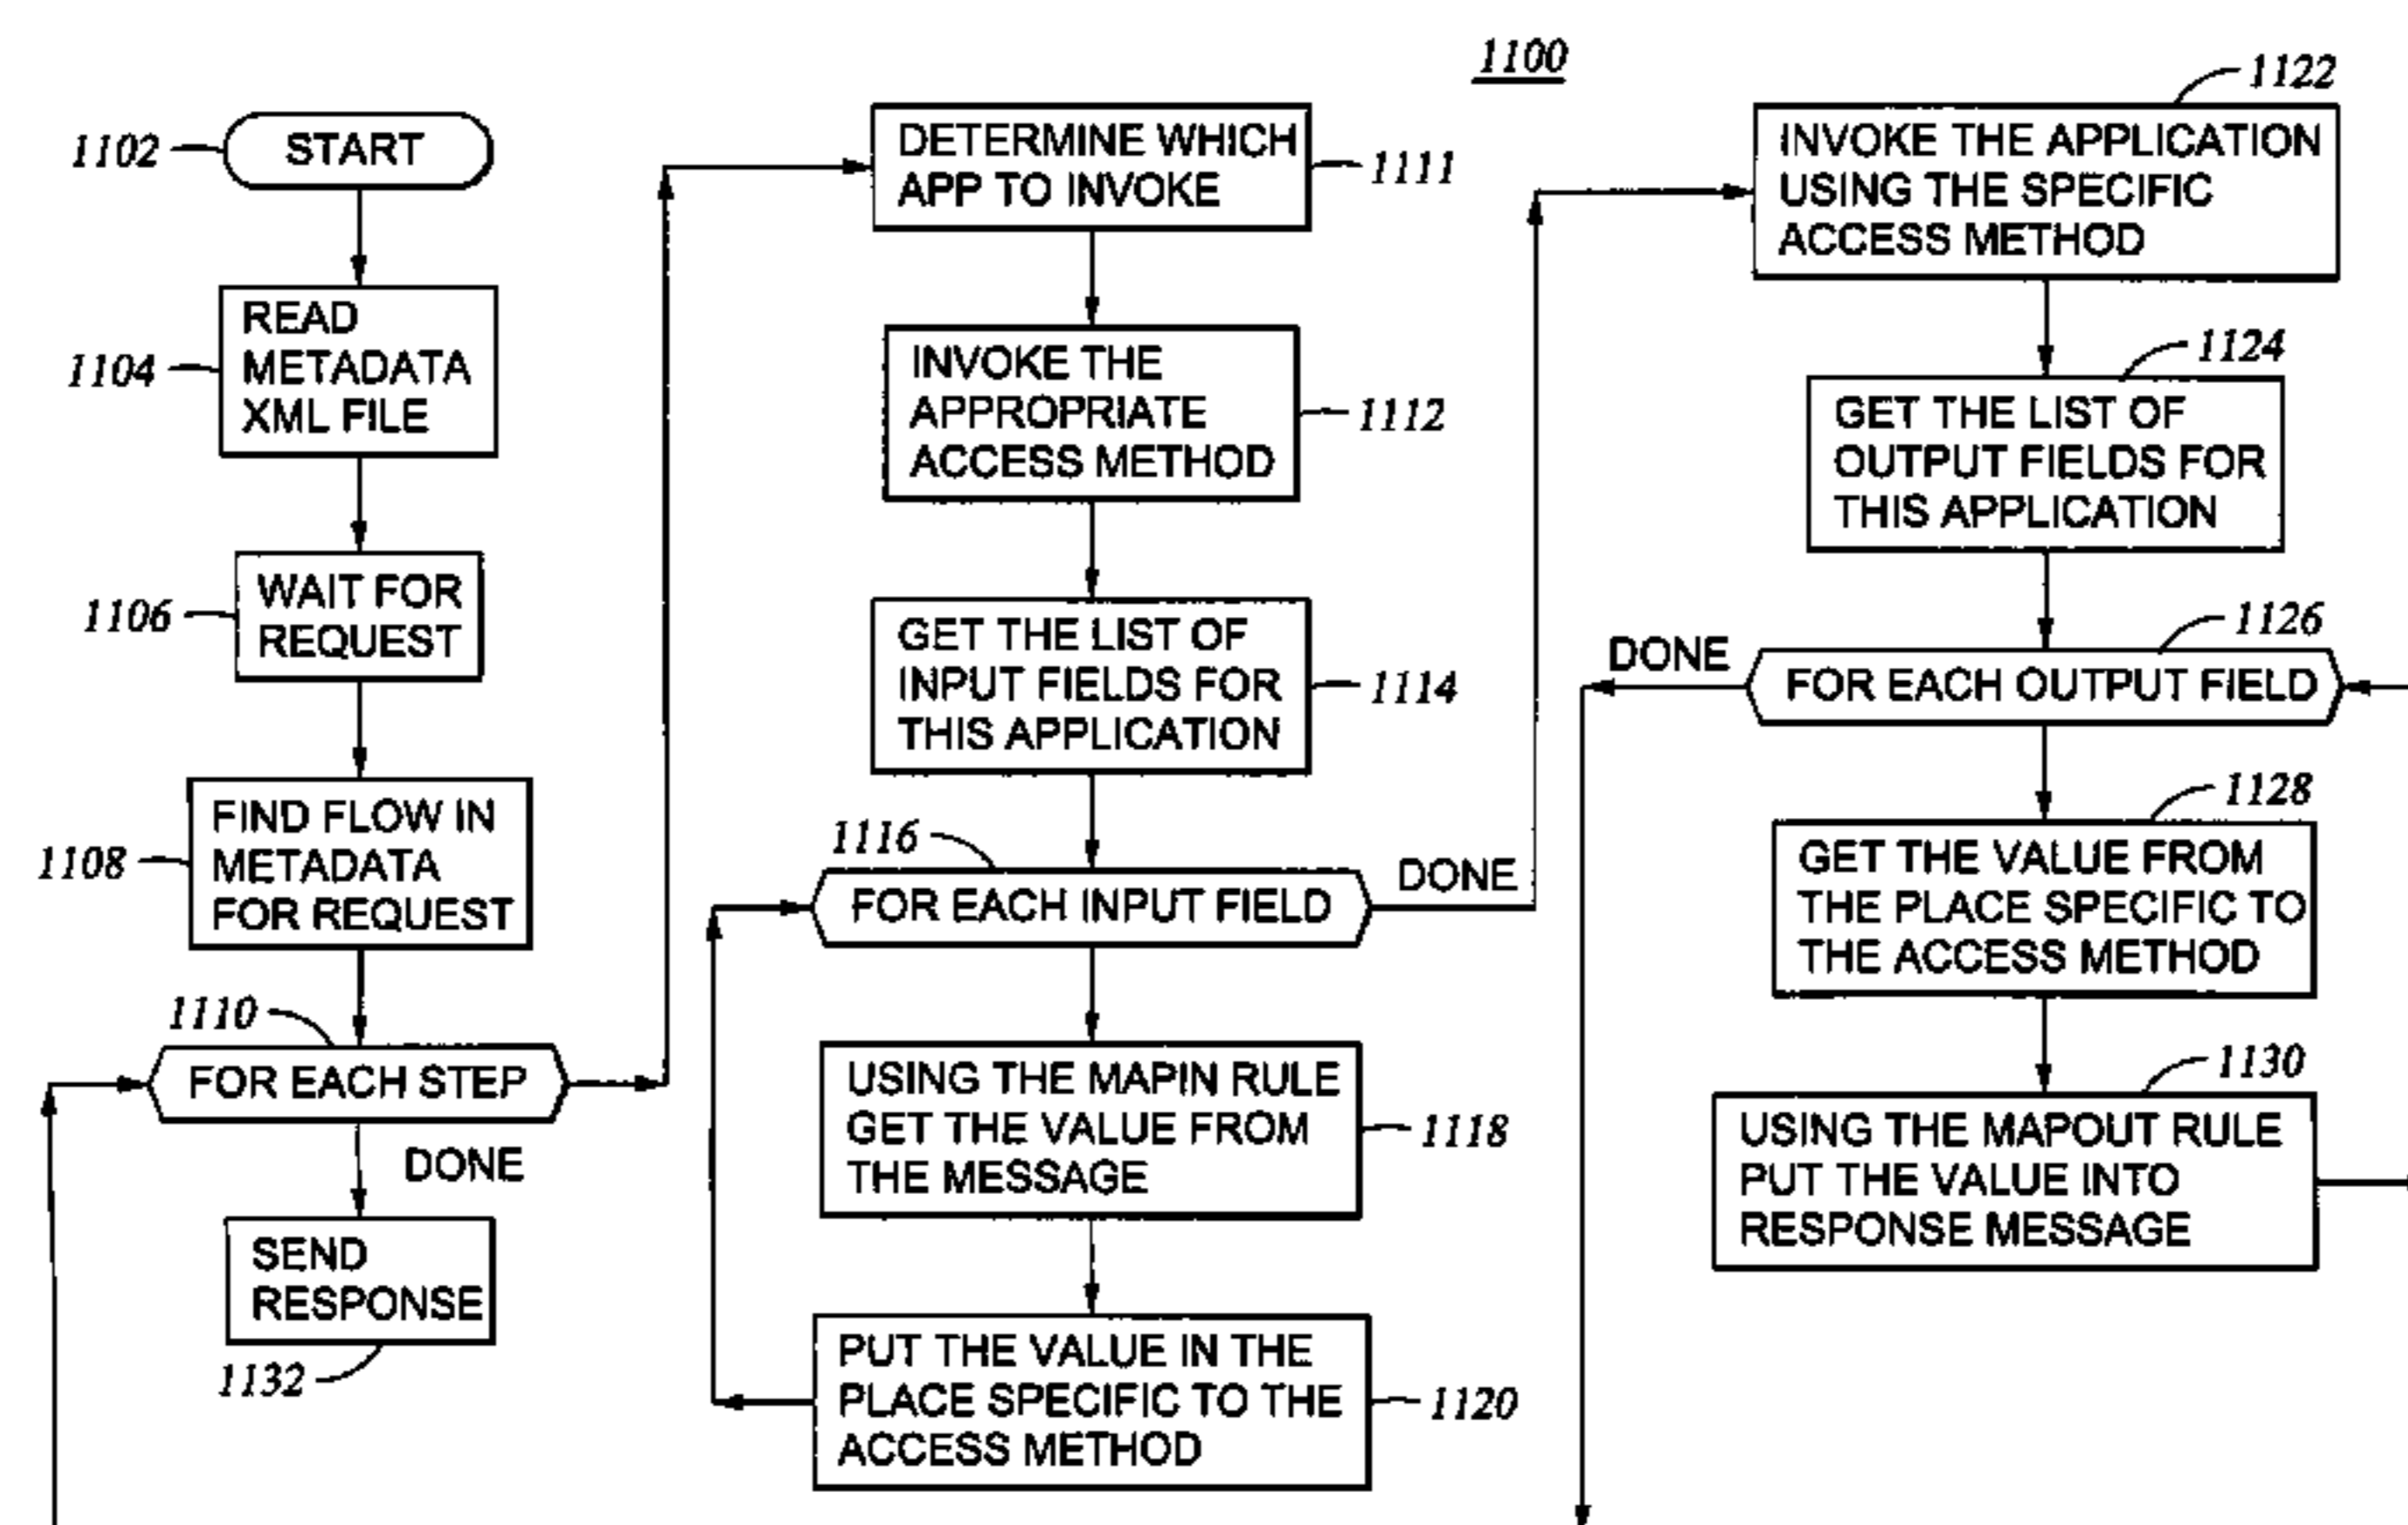 1100
1102
START
1104
READ
METADATA
XML FILE
1106
WAIT FOR
REQUEST
1108
FIND FLOW IN
METADATA
FOR REQUEST
1110
FOR EACH STEP
DONE
SEND
RESPONSE
1132
DETERMINE WHICH
APP TO INVOKE
1111
INVOKE THE
APPROPRIATE
ACCESS METHOD
1112
GET THE LIST OF
INPUT FIELDS FOR
THIS APPLICATION
1114
1116
FOR EACH INPUT FIELD
DONE
USING THE MAPIN RULE
GET THE VALUE FROM
THE MESSAGE
1118
PUT THE VALUE IN THE
PLACE SPECIFIC TO THE
ACCESS METHOD
1120
1122
INVOKE THE APPLICATION
USING THE SPECIFIC
ACCESS METHOD
1124
GET THE LIST OF
OUTPUT FIELDS FOR
THIS APPLICATION
1126
DONE
FOR EACH OUTPUT FIELD
1128
GET THE VALUE FROM
THE PLACE SPECIFIC TO
THE ACCESS METHOD
1130
USING THE MAPOUT RULE
PUT THE VALUE INTO
RESPONSE MESSAGE